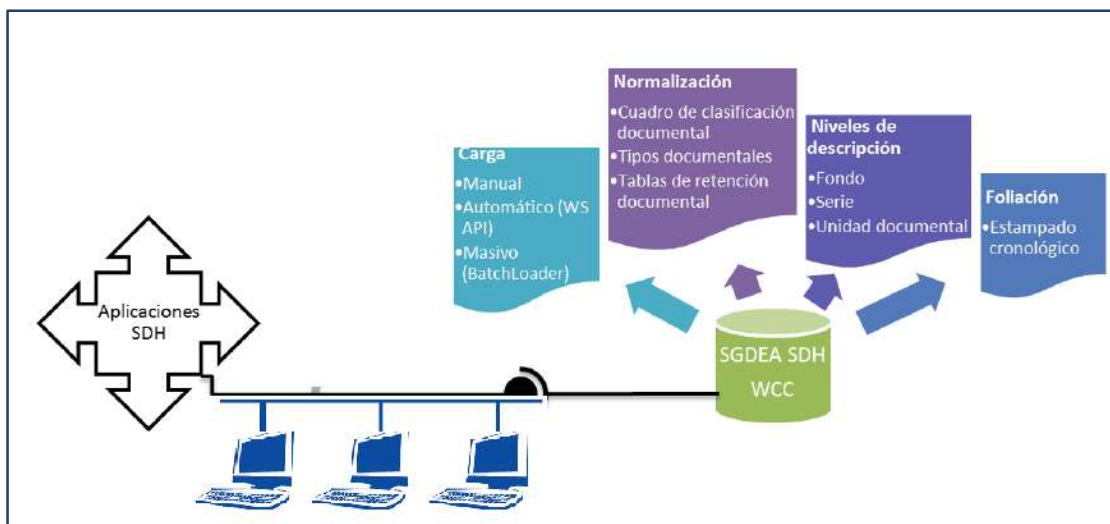 Aplicaciones
SDH
Carga
•Manual
•Automático (WS
API)
•Masivo
(BatchLoader)
Normalización
•Cuadro de clasificación
documental
•Tipos documentales
•Tablas de retención
documental
Niveles de
descripción
•Fondo
•Serie
•Unidad documental
Foliación
•Estampado
cronológico
SGDEA SDH
WCC